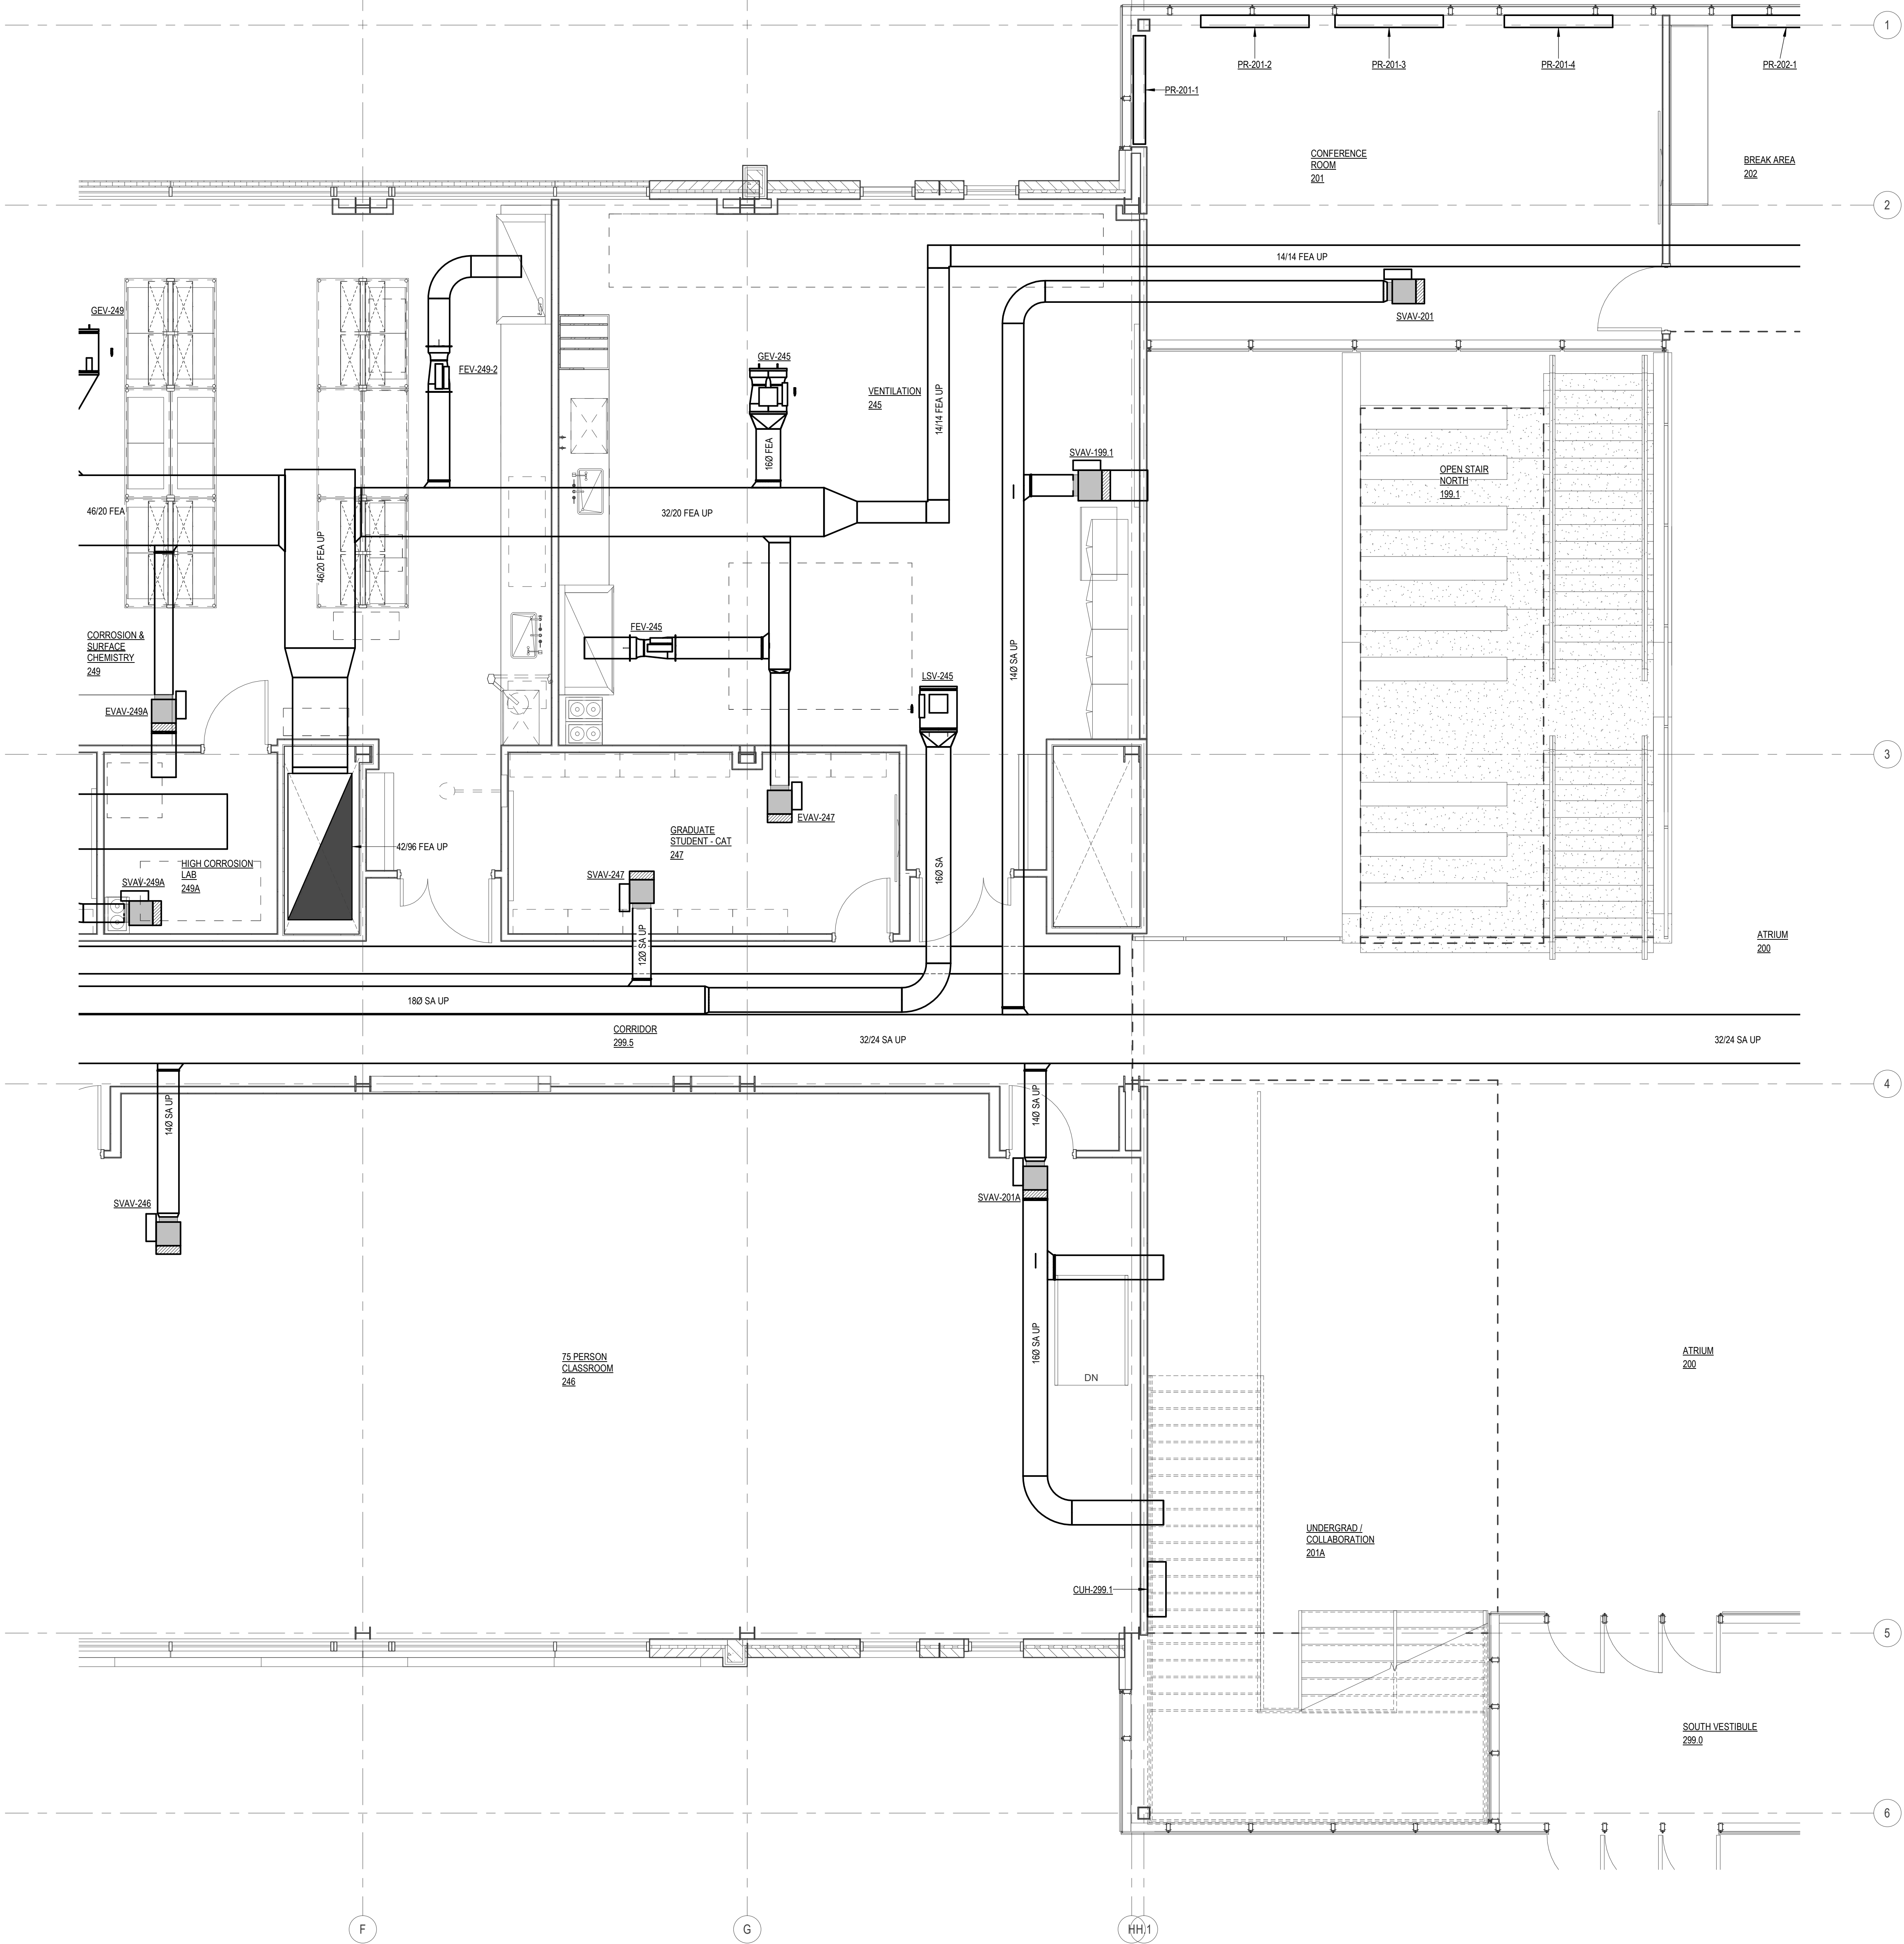 1
PR-201-2
PR-201-3
PR-201-4
PR-202-1
PR-201-1
CONFERENCE
ROOM
201
BREAK AREA
202
2
14/14 FEA UP
GEV-249
SVAV-201
GEV-245
FEV-249-2
VENTILATION
245
14/14 FEA UP
16Ø FEA
SVAV-199.1
OPEN STAIR
NORTH
199.1
46/20 FEA
32/20 FEA UP
46/20 FEA UP
FEV-245
CORROSION &
SURFACE
CHEMISTRY
249
14Ø SA UP
LSV-245
EVAV-249A
3
EVAV-247
GRADUATE
STUDENT - CAT
247
42/96 FEA UP
HIGH CORROSION
LAB
249A
SVAV-249A
SVAV-247
16Ø SA
12Ø SA UP
ATRIUM
200
18Ø SA UP
CORRIDOR
299.5
32/24 SA UP
32/24 SA UP
4
14Ø SA UP
14Ø SA UP
SVAV-246
SVAV-201A
16Ø SA UP
75 PERSON
CLASSROOM
246
DN
ATRIUM
200
UNDERGRAD /
COLLABORATION
201A
CUH-299.1
5
SOUTH VESTIBULE
299.0
6
F
G
H
H.1